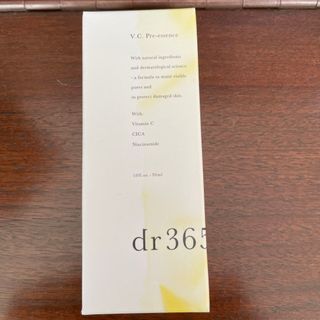 V.C. Pre-essence
With natural ingredients
and dermatological science
- a formula to mute visible
pores and
to protect damaged skin.
With
Vitamin C
CICA
Niacinamide
dr365